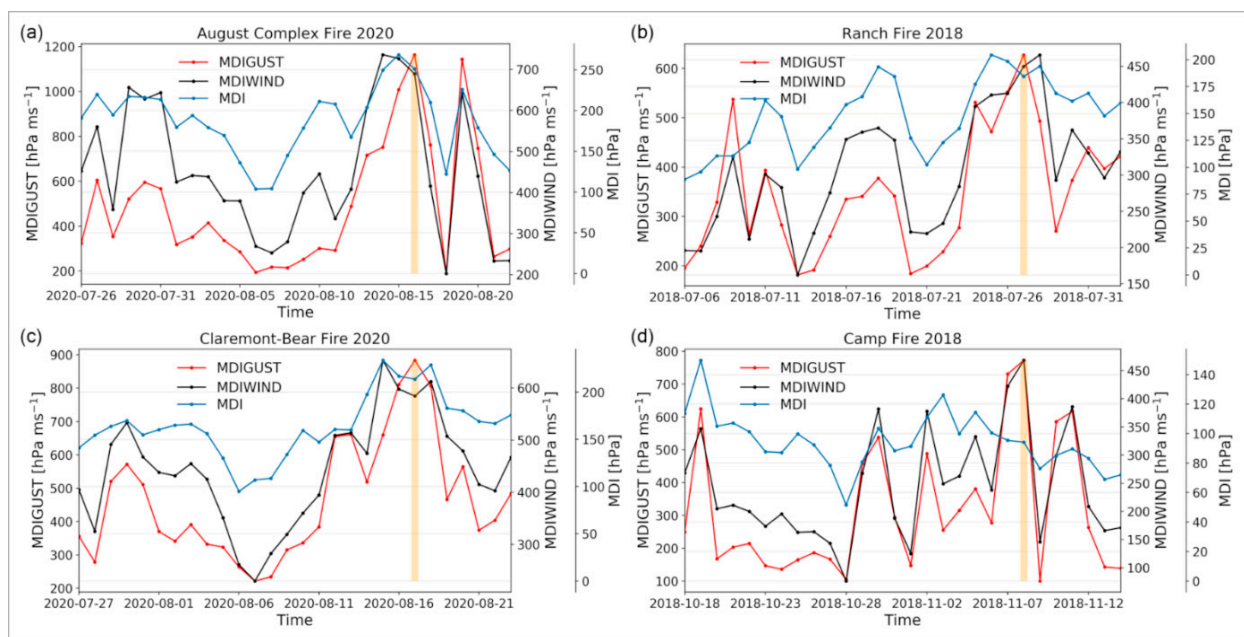 (a) August Complex Fire 2020
MDIGUST
MDIWIND
MDI
MDIGUST [hPa ms⁻¹]
1200
1000
800
600
400
200
MDIWIND [hPa ms⁻¹]
700
600
500
400
300
200
MDI [hPa]
250
200
150
100
50
0
2020-07-26 2020-07-31 2020-08-05 2020-08-10 2020-08-15 2020-08-20
Time
(b) Ranch Fire 2018
MDIGUST
MDIWIND
MDI
MDIGUST [hPa ms⁻¹]
600
500
400
300
200
MDIWIND [hPa ms⁻¹]
450
400
350
300
250
200
150
MDI [hPa]
200
175
150
125
100
75
50
25
0
2018-07-06 2018-07-11 2018-07-16 2018-07-21 2018-07-26 2018-07-31
Time
(c) Claremont-Bear Fire 2020
MDIGUST
MDIWIND
MDI
MDIGUST [hPa ms⁻¹]
900
800
700
600
500
400
300
200
MDIWIND [hPa ms⁻¹]
600
500
400
300
MDI [hPa]
200
150
100
50
0
2020-07-27 2020-08-01 2020-08-06 2020-08-11 2020-08-16 2020-08-21
Time
(d) Camp Fire 2018
MDIGUST
MDIWIND
MDI
MDIGUST [hPa ms⁻¹]
800
700
600
500
400
300
200
100
MDIWIND [hPa ms⁻¹]
450
400
350
300
250
200
150
100
MDI [hPa]
140
120
100
80
60
40
20
0
2018-10-18 2018-10-23 2018-10-28 2018-11-02 2018-11-07 2018-11-12
Time